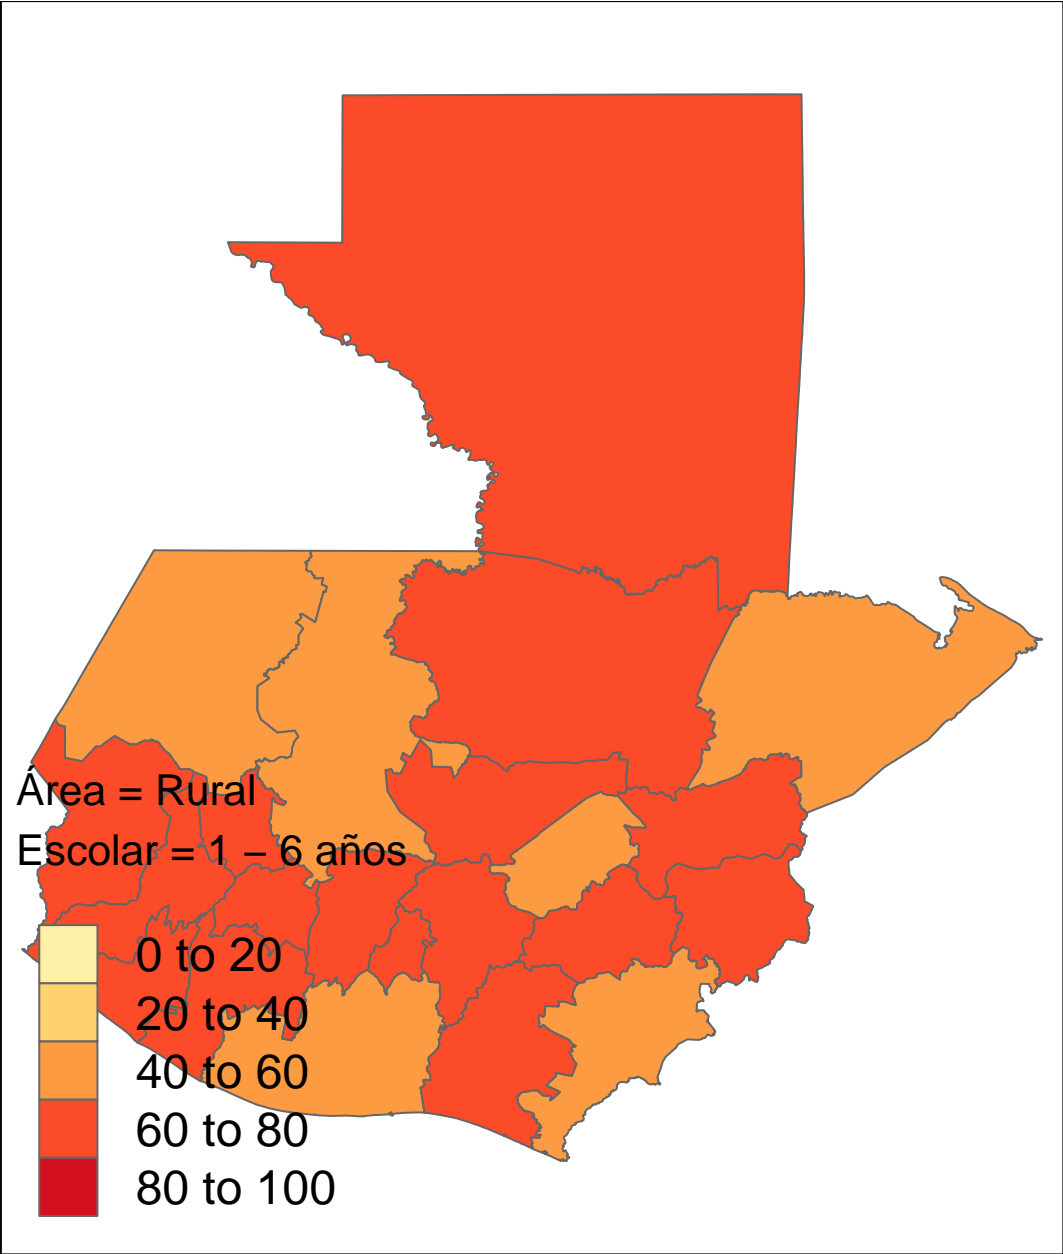 Área = Rural
Escolar = 1 – 6 años
0 to 20
20 to 40
40 to 60
60 to 80
80 to 100